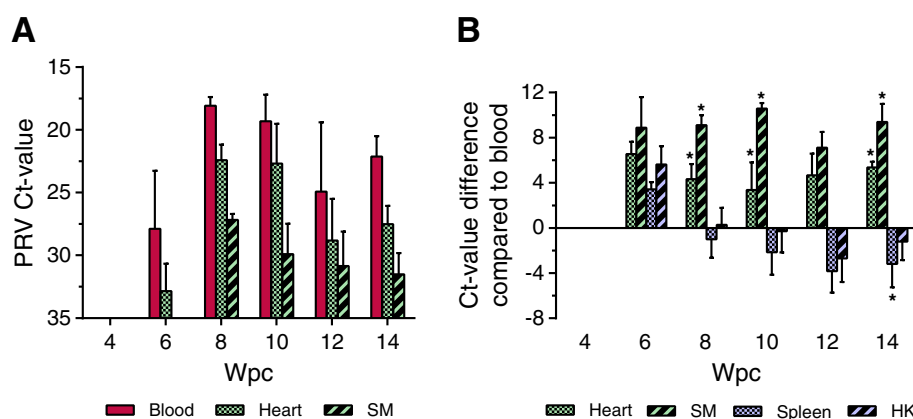 A
PRV Ct-value
15
20
25
30
35
4 6 8 10 12 14
Wpc
Blood Heart SM
B
Ct-value difference
compared to blood
12
8
4
0
-4
-8
* * * * * * *
4 6 8 10 12 14
Wpc
Heart SM Spleen HK